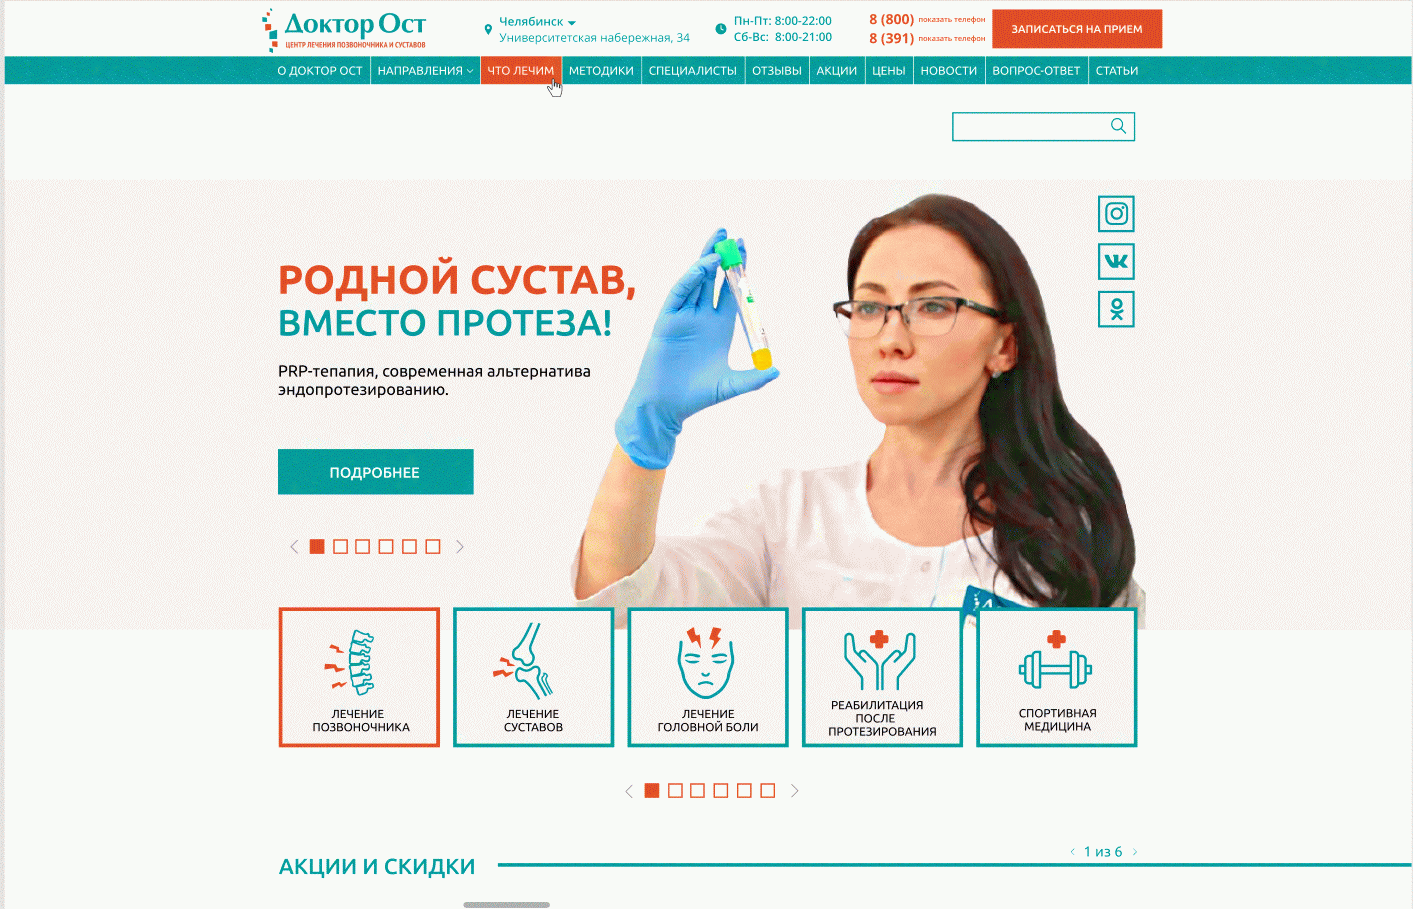 Доктор Ост
ЦЕНТР ЛЕЧЕНИЯ ПОЗВОНОЧНИКА И СУСТАВОВ
Челябинск
Университетская набережная, 34
Пн-Пт: 8:00-22:00
Сб-Вс: 8:00-21:00
8 (800) показать телефон
8 (391) показать телефон
ЗАПИСАТЬСЯ НА ПРИЕМ
О ДОКТОР ОСТ НАПРАВЛЕНИЯ ЧТО ЛЕЧИМ МЕТОДИКИ СПЕЦИАЛИСТЫ ОТЗЫВЫ АКЦИИ ЦЕНЫ НОВОСТИ ВОПРОС-ОТВЕТ СТАТЬИ
РОДНОЙ СУСТАВ,
ВМЕСТО ПРОТЕЗА!
PRP-тепапия, современная альтернатива
эндопротезированию.
ПОДРОБНЕЕ
ЛЕЧЕНИЕ
ПОЗВОНОЧНИКА
ЛЕЧЕНИЕ
СУСТАВОВ
ЛЕЧЕНИЕ
ГОЛОВНОЙ БОЛИ
РЕАБИЛИТАЦИЯ
ПОСЛЕ
ПРОТЕЗИРОВАНИЯ
СПОРТИВНАЯ
МЕДИЦИНА
1 из 6
АКЦИИ И СКИДКИ